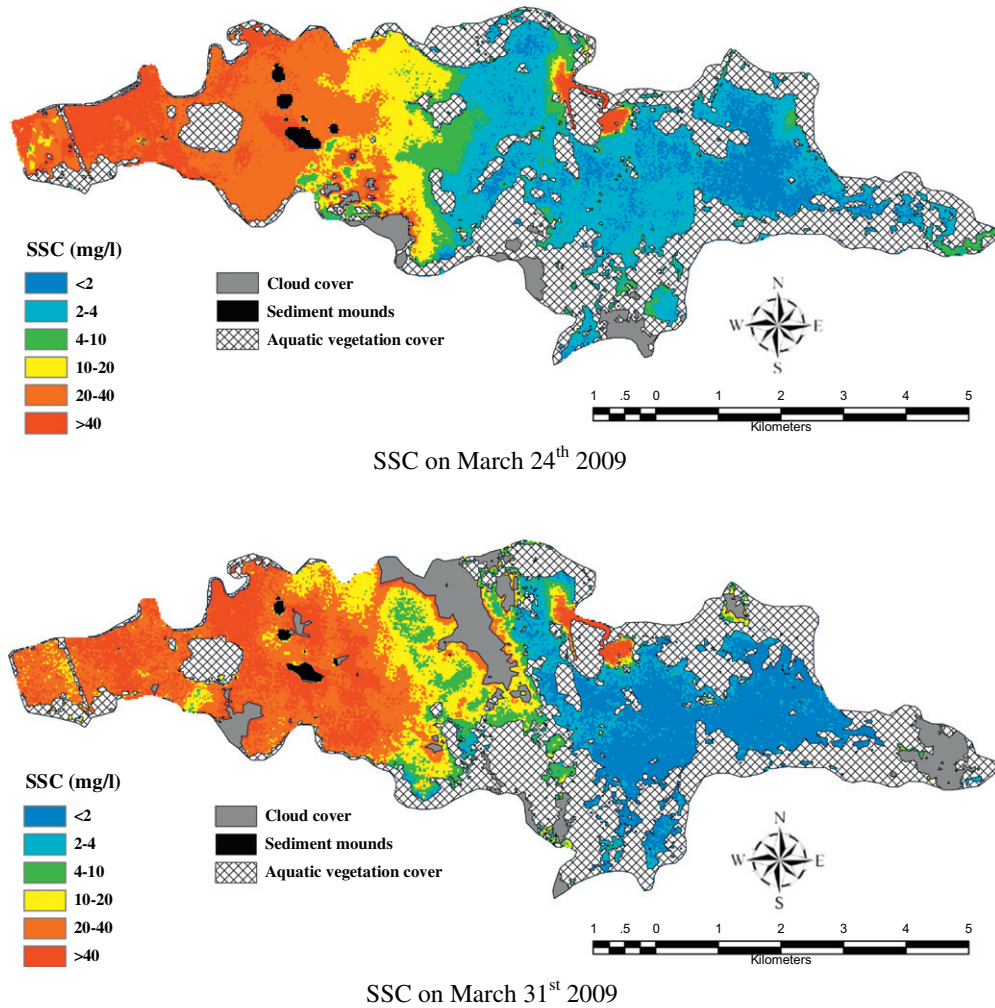 SSC (mg/l)
<2
2-4
4-10
10-20
20-40
>40
Cloud cover
Sediment mounds
Aquatic vegetation cover
N
W E
S
1 .5 0 1 2 3 4 5
Kilometers
SSC on March 24th 2009
SSC (mg/l)
<2
2-4
4-10
10-20
20-40
>40
Cloud cover
Sediment mounds
Aquatic vegetation cover
N
W E
S
1 .5 0 1 2 3 4 5
Kilometers
SSC on March 31st 2009